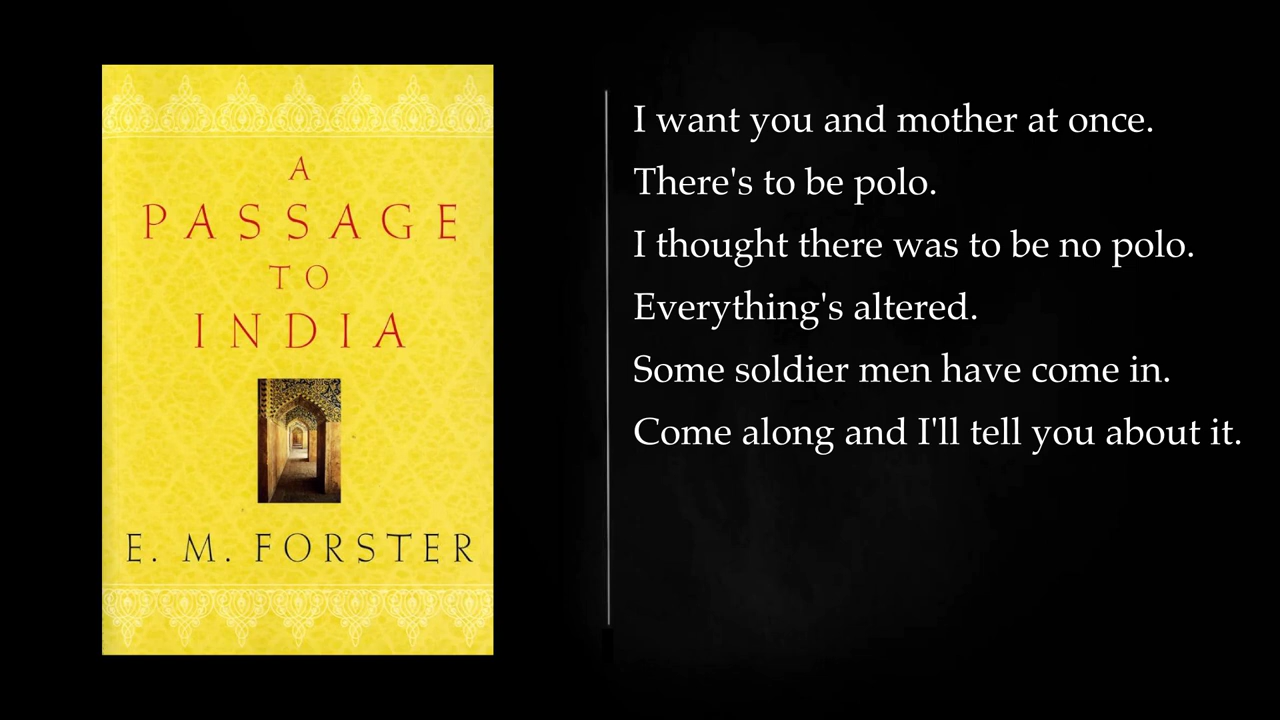 A
PASSAGE
TO
INDIA
E. M. FORSTER
I want you and mother at once.
There's to be polo.
I thought there was to be no polo.
Everything's altered.
Some soldier men have come in.
Come along and I'll tell you about it.